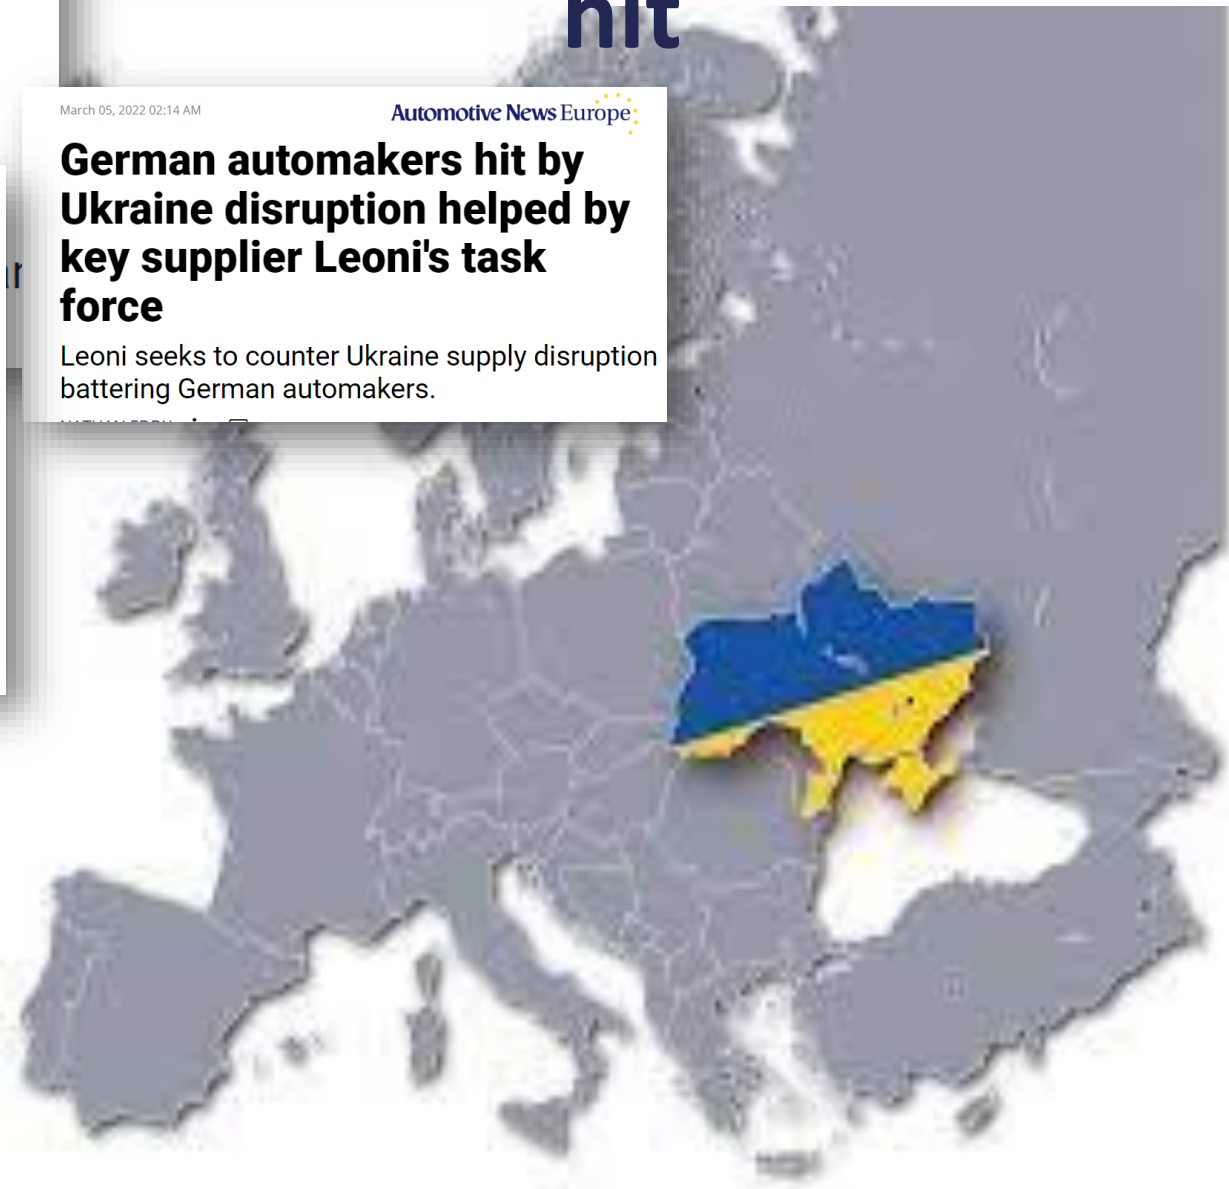 hit
March 05, 2022 02:14 AM
Automotive News Europe
German automakers hit by
Ukraine disruption helped by
key supplier Leoni's task
force
Leoni seeks to counter Ukraine supply disruption
battering German automakers.